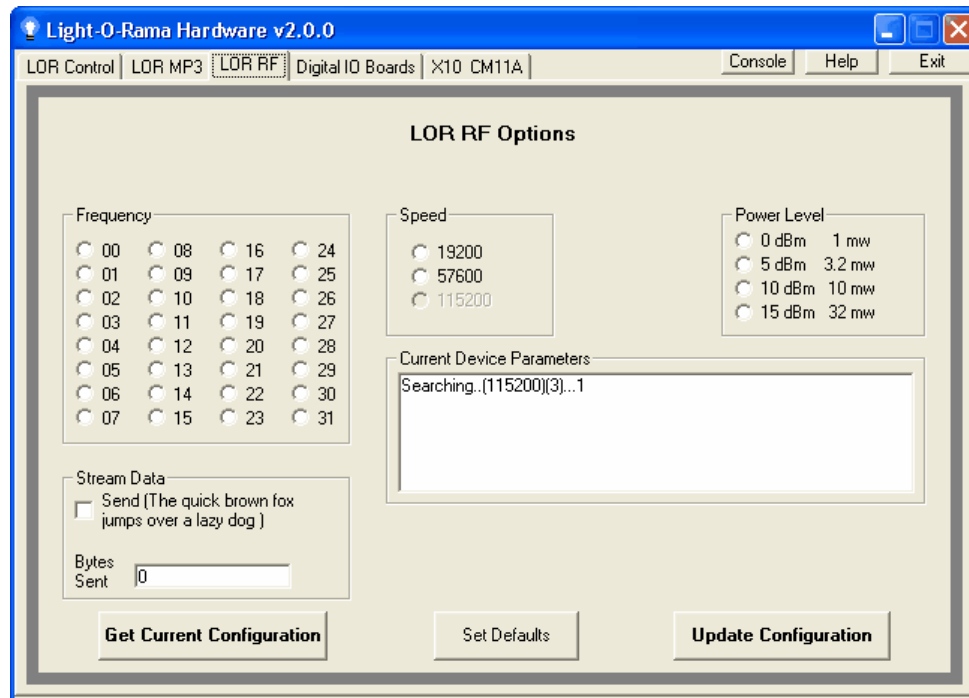 Light-O-Rama Hardware v2.0.0
LOR Control LOR MP3 LOR RF Digital IO Boards X10 CM11A Console Help Exit
LOR RF Options
Frequency
00 08 16 24
01 09 17 25
02 10 18 26
03 11 19 27
04 12 20 28
05 13 21 29
06 14 22 30
07 15 23 31
Speed
19200
57600
115200
Power Level
0 dBm 1 mw
5 dBm 3.2 mw
10 dBm 10 mw
15 dBm 32 mw
Current Device Parameters
Searching..(115200)(3)...1
Stream Data
Send (The quick brown fox
jumps over a lazy dog )
Bytes
Sent 0
Get Current Configuration Set Defaults Update Configuration